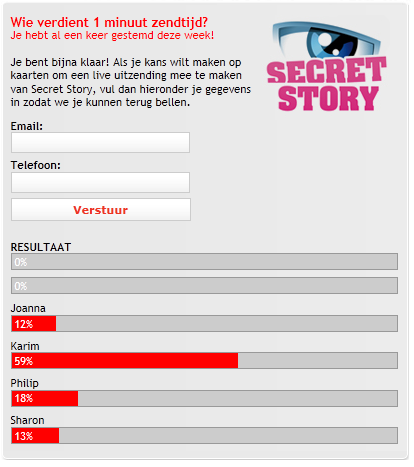 Wie verdient 1 minuut zendtijd?
Je hebt al een keer gestemd deze week!
Je bent bijna klaar! Als je kans wilt maken op
kaarten om een live uitzending mee te maken
van Secret Story, vul dan hieronder je gegevens
in zodat we je kunnen terug bellen.
SECRET
STORY
Email:
Telefoon:
Verstuur
RESULTAAT
0%
0%
Joanna
12%
Karim
59%
Philip
18%
Sharon
13%